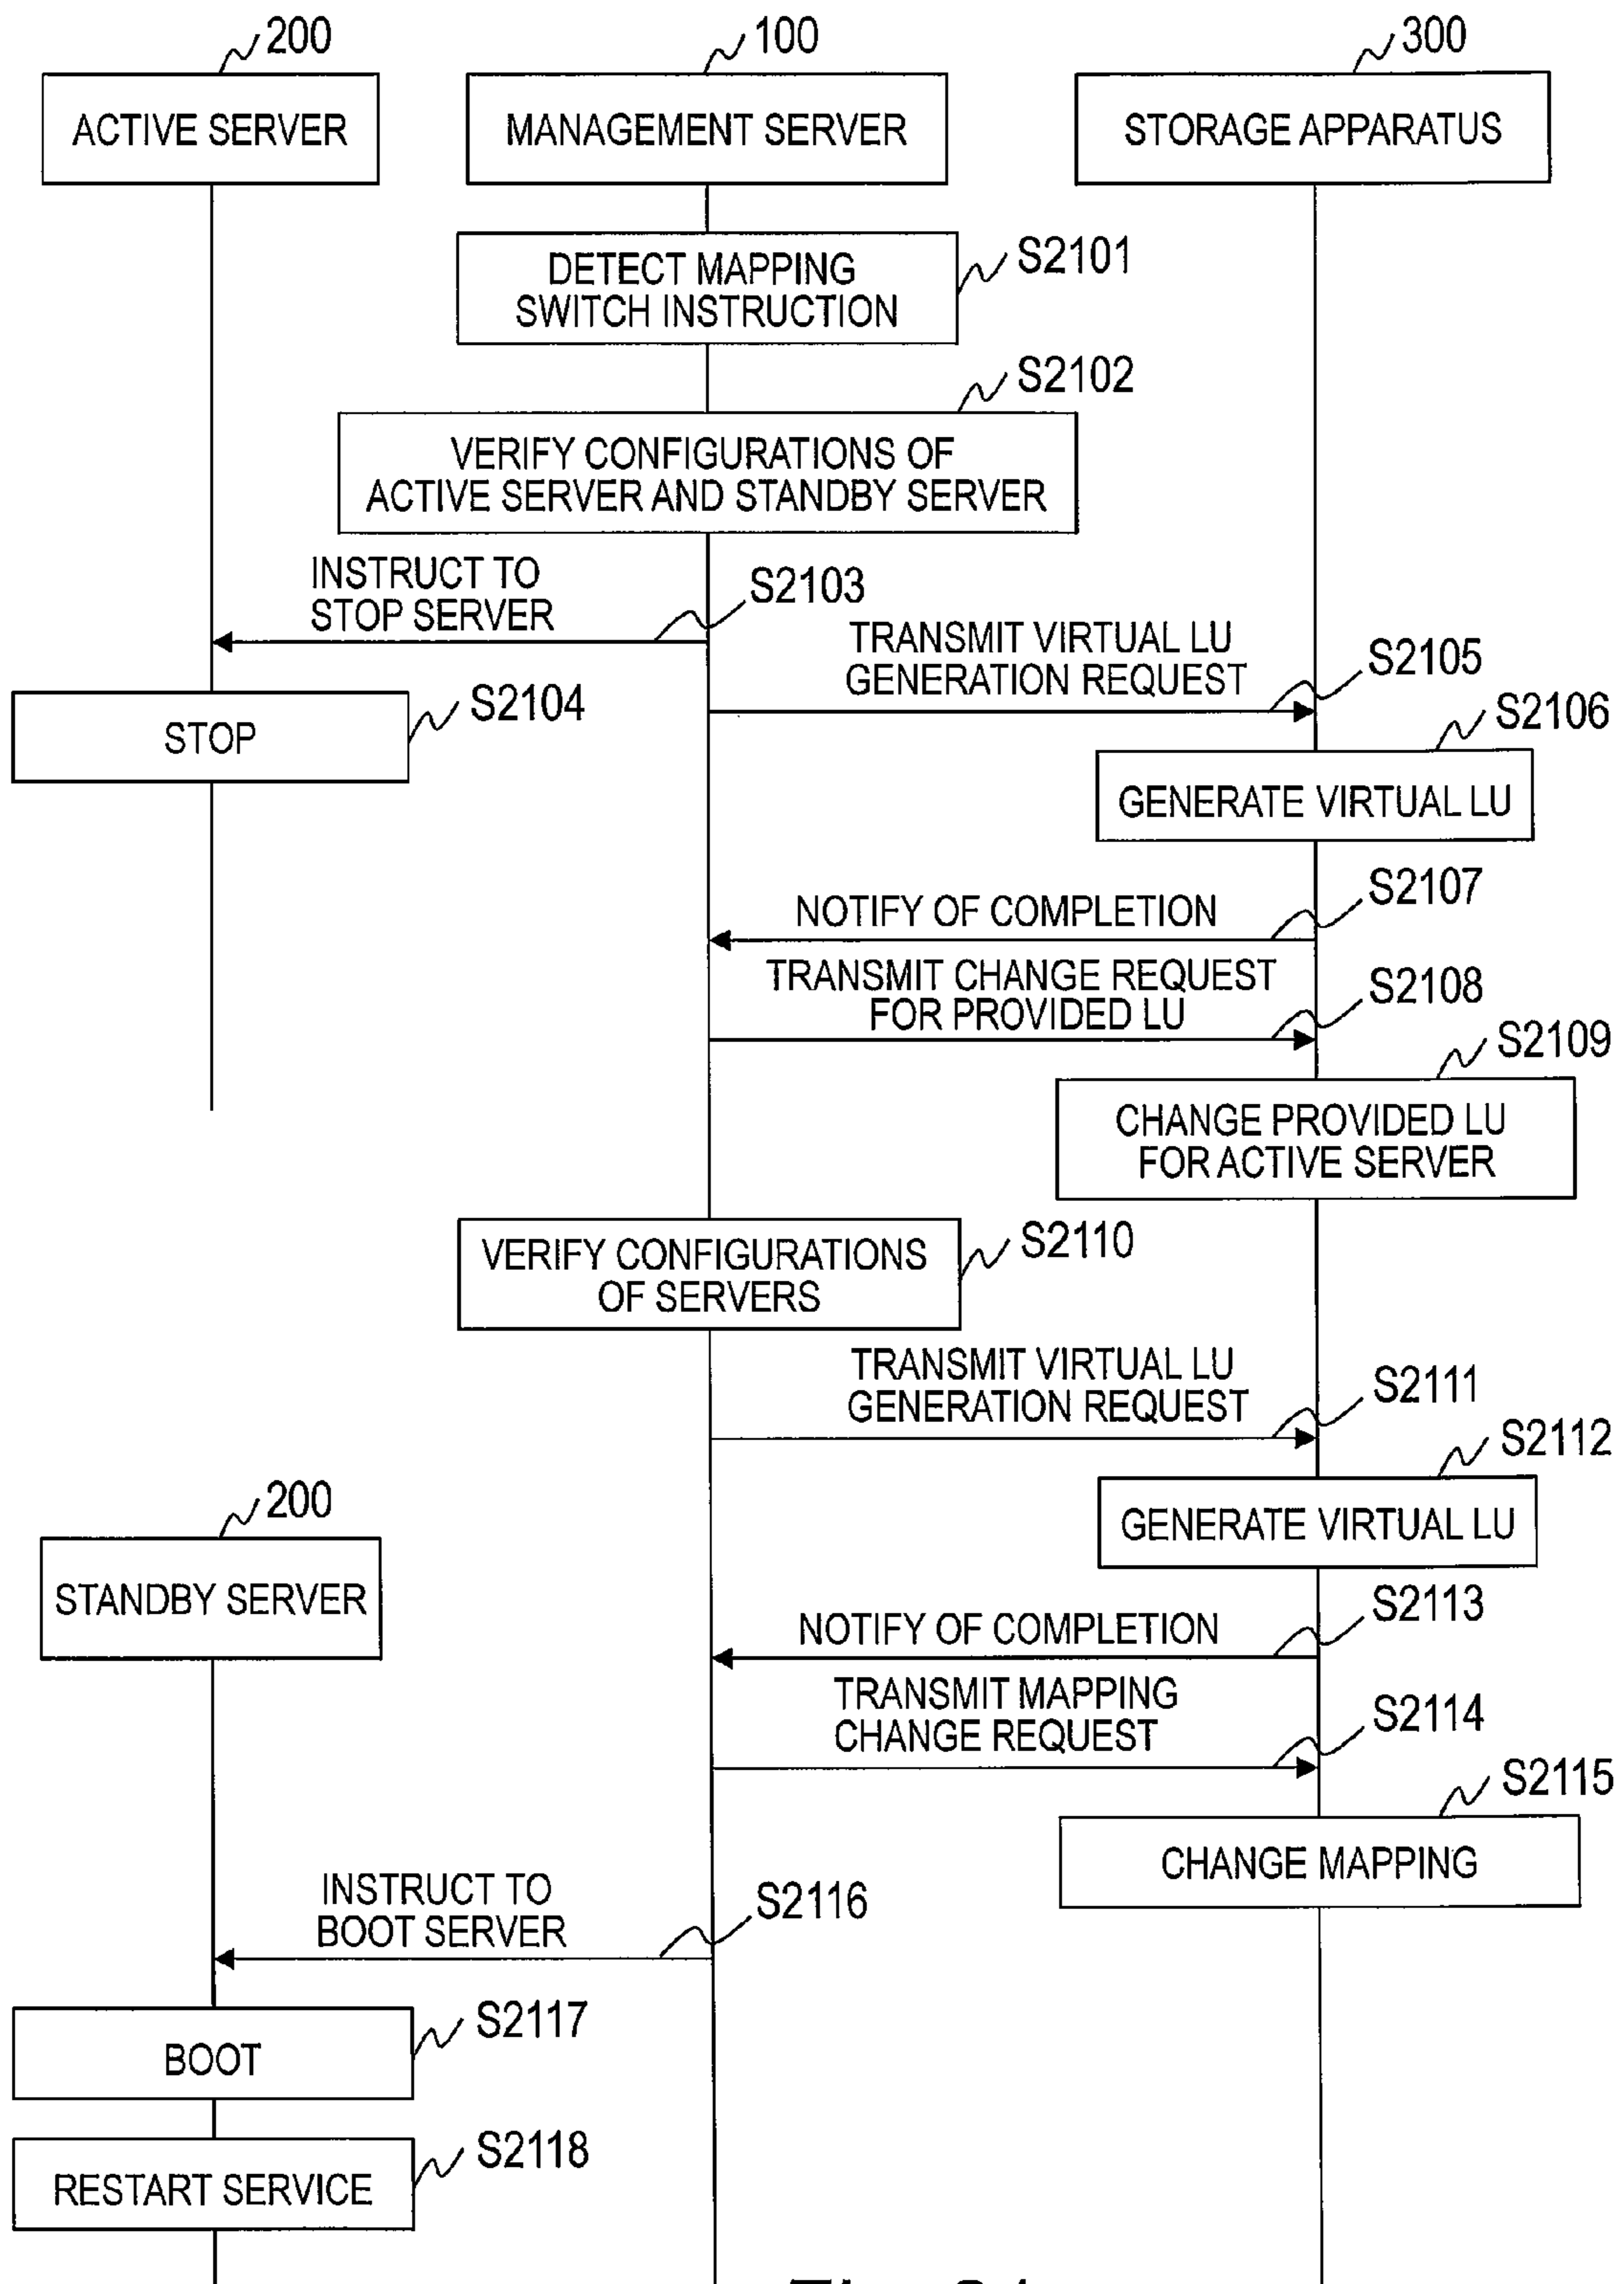 200
100
300
ACTIVE SERVER
MANAGEMENT SERVER
STORAGE APPARATUS
S2101
DETECT MAPPING
SWITCH INSTRUCTION
S2102
VERIFY CONFIGURATIONS OF
ACTIVE SERVER AND STANDBY SERVER
INSTRUCT TO
STOP SERVER
S2103
TRANSMIT VIRTUAL LU
GENERATION REQUEST
S2105
S2104
STOP
S2106
GENERATE VIRTUAL LU
S2107
NOTIFY OF COMPLETION
TRANSMIT CHANGE REQUEST
FOR PROVIDED LU
S2108
S2109
CHANGE PROVIDED LU
FOR ACTIVE SERVER
S2110
VERIFY CONFIGURATIONS
OF SERVERS
TRANSMIT VIRTUAL LU
GENERATION REQUEST
S2111
S2112
GENERATE VIRTUAL LU
200
STANDBY SERVER
S2113
NOTIFY OF COMPLETION
TRANSMIT MAPPING
CHANGE REQUEST
S2114
S2115
CHANGE MAPPING
INSTRUCT TO
BOOT SERVER
S2116
S2117
BOOT
S2118
RESTART SERVICE